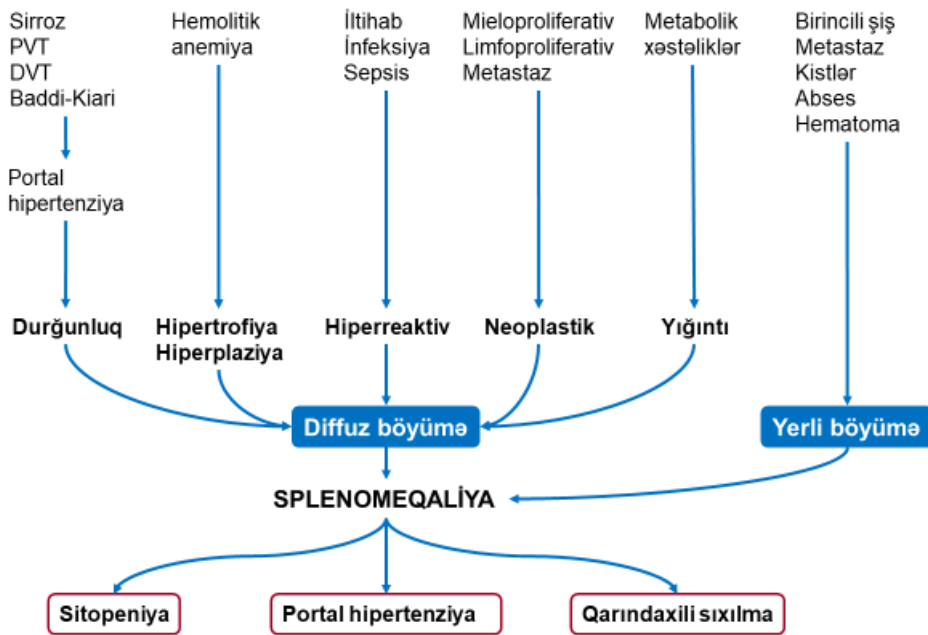 Sirroz
PVT
DVT
Baddi-Kiari
Portal
hipertenziya
Hemolitik
anemiya
İltihab
İnfeksiya
Sepsis
Mieloproliferativ
Limfoproliferativ
Metastaz
Metabolik
xəstəliklər
Birincili şiş
Metastaz
Kistlər
Abses
Hematoma
Durğunluq
Hipertrofiya
Hiperplaziya
Hiperreaktiv
Neoplastik
Yığıntı
Diffuz böyümə
Yerli böyümə
SPLENOMEQALİYA
Sitopeniya
Portal hipertenziya
Qarındaxili sıxılma